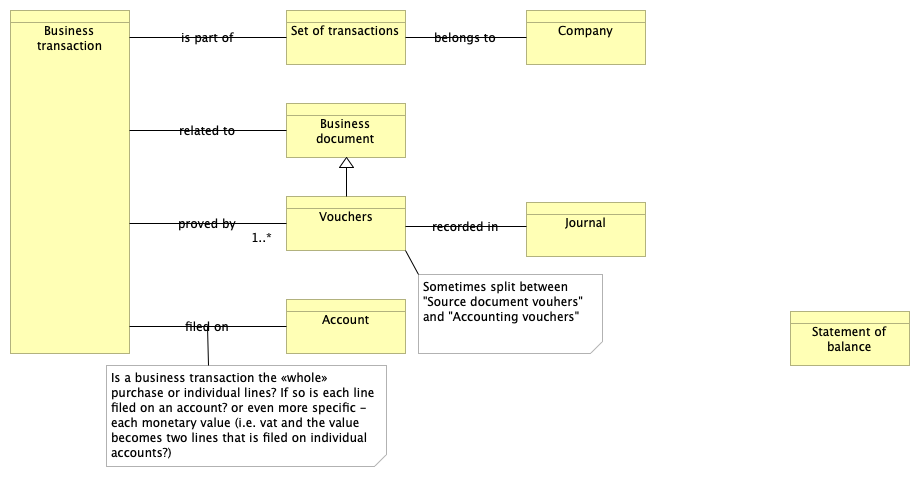 Business
transaction
is part of
Set of transactions
belongs to
Company
related to
Business
document
proved by
1..*
Vouchers
recorded in
Journal
Sometimes split between
"Source document vouhers"
and "Accounting vouchers"
filed on
Account
Statement of
balance
Is a business transaction the «whole»
purchase or individual lines? If so is each line
filed on an account? or even more specific –
each monetary value (i.e. vat and the value
becomes two lines that is filed on individual
accounts?)